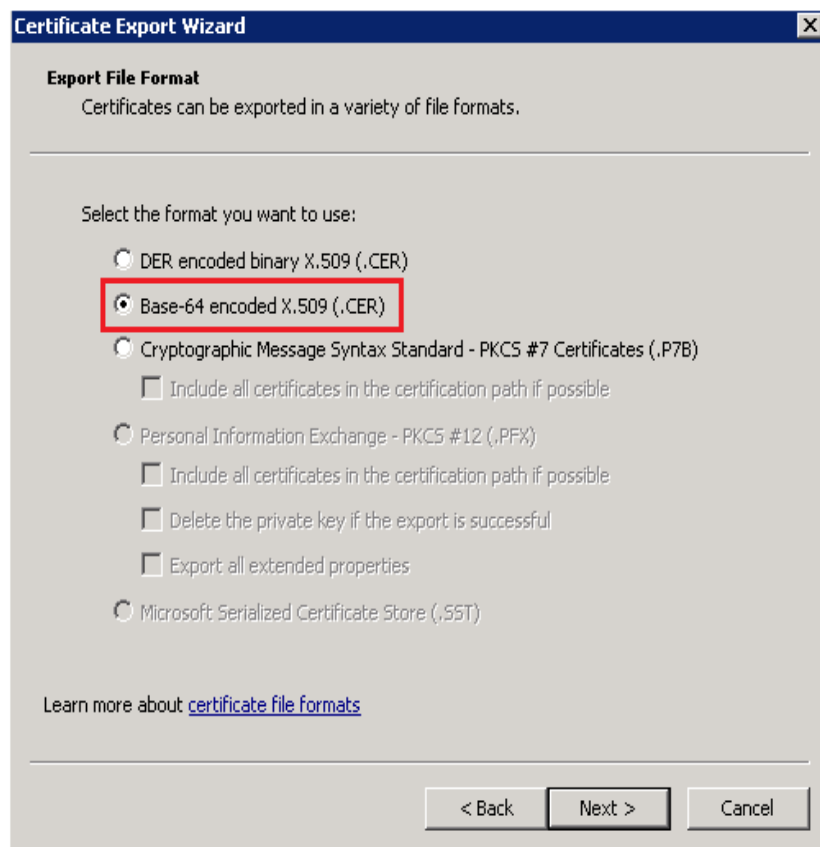 Certificate Export Wizard
Export File Format
Certificates can be exported in a variety of file formats.
Select the format you want to use:
DER encoded binary X.509 (.CER)
Base-64 encoded X.509 (.CER)
Cryptographic Message Syntax Standard - PKCS #7 Certificates (.P7B)
Include all certificates in the certification path if possible
Personal Information Exchange - PKCS #12 (.PFX)
Include all certificates in the certification path if possible
Delete the private key if the export is successful
Export all extended properties
Microsoft Serialized Certificate Store (.SST)
Learn more about certificate file formats
< Back Next > Cancel